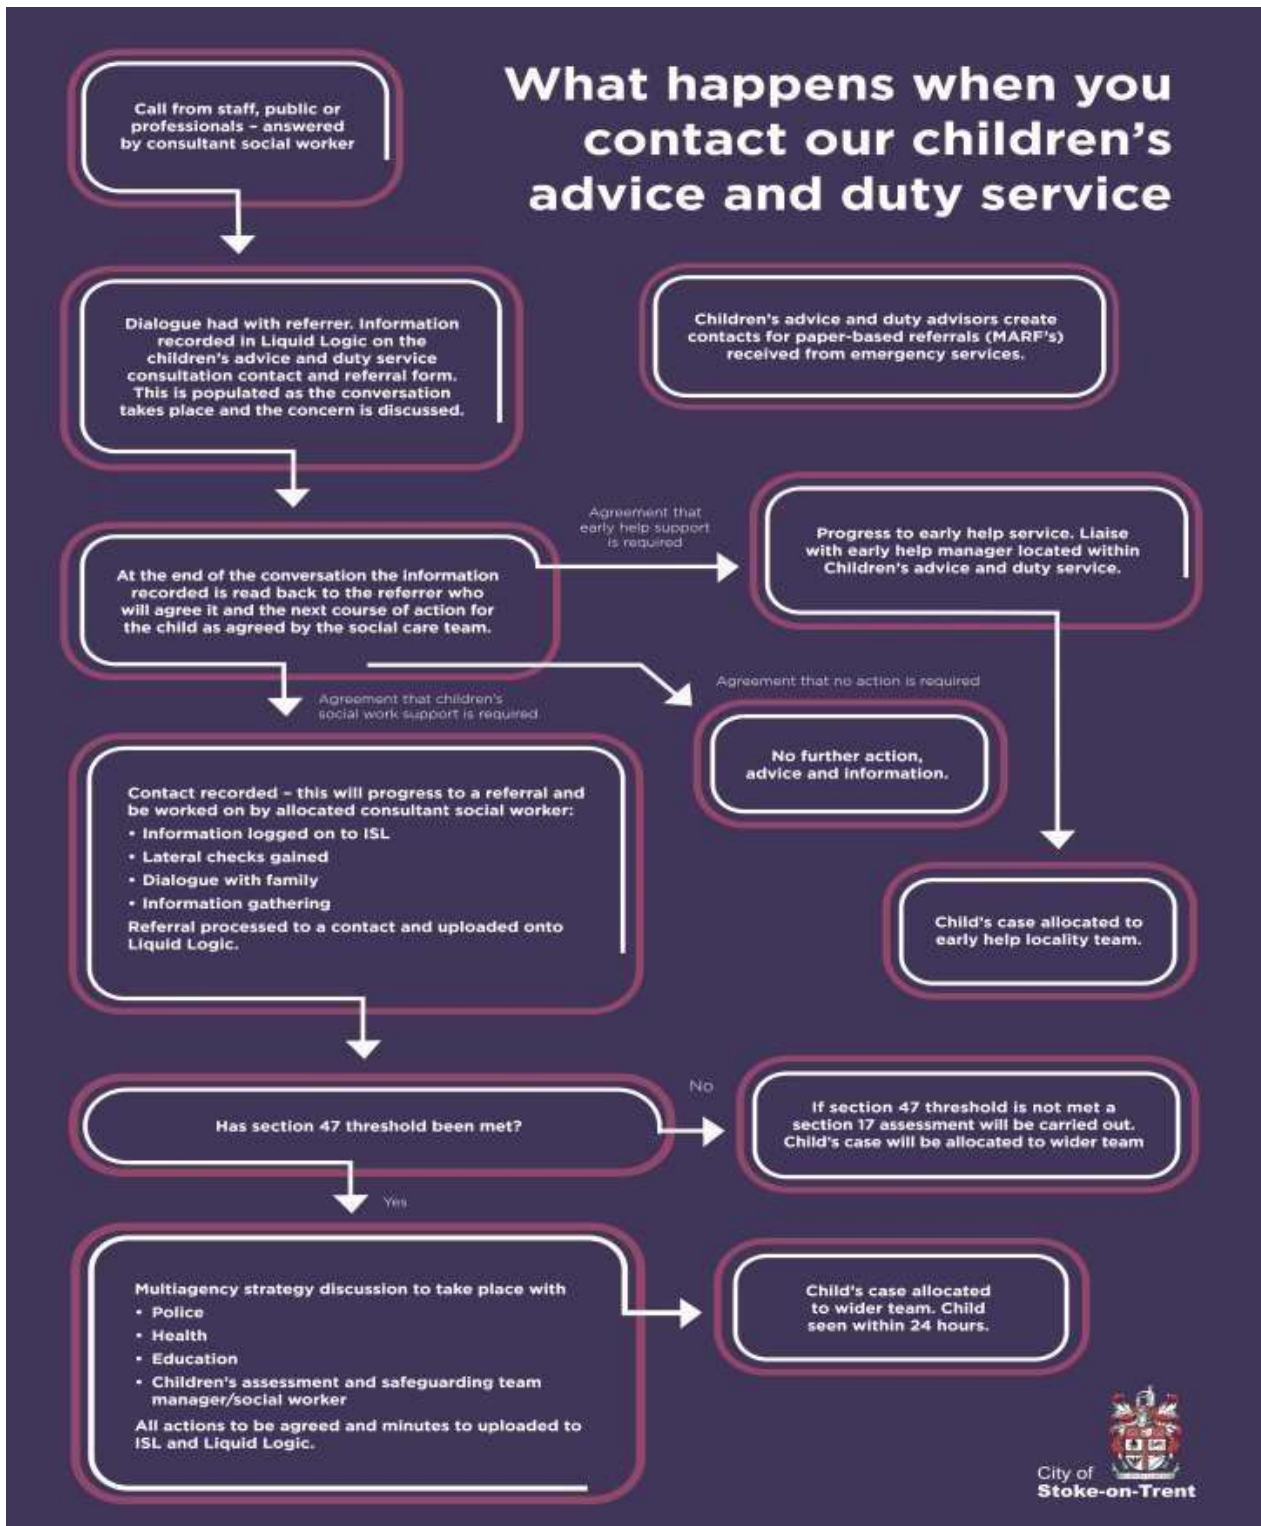 What happens when you
contact our children's
advice and duty service
Call from staff, public or
professionals – answered
by consultant social worker
Dialogue had with referrer. Information
recorded in Liquid Logic on the
children's advice and duty service
consultation contact and referral form.
This is populated as the conversation
takes place and the concern is discussed.
Children's advice and duty advisors create
contacts for paper-based referrals (MARF's)
received from emergency services.
At the end of the conversation the information
recorded is read back to the referrer who
will agree it and the next course of action for
the child as agreed by the social care team.
Agreement that
early help support
is required
Progress to early help service. Liaise
with early help manager located within
Children's advice and duty service.
Agreement that no action is required
No further action,
advice and information.
Child's case allocated to
early help locality team.
Agreement that children's
social work support is required
Contact recorded – this will progress to a referral and
be worked on by allocated consultant social worker:
• Information logged on to ISL
• Lateral checks gained
• Dialogue with family
• Information gathering
Referral processed to a contact and uploaded onto
Liquid Logic.
Has section 47 threshold been met?
No
If section 47 threshold is not met a
section 17 assessment will be carried out.
Child's case will be allocated to wider team
Yes
Multiagency strategy discussion to take place with
• Police
• Health
• Education
• Children's assessment and safeguarding team
manager/social worker
All actions to be agreed and minutes to uploaded to
ISL and Liquid Logic.
Child's case allocated
to wider team. Child
seen within 24 hours.
City of
Stoke-on-Trent